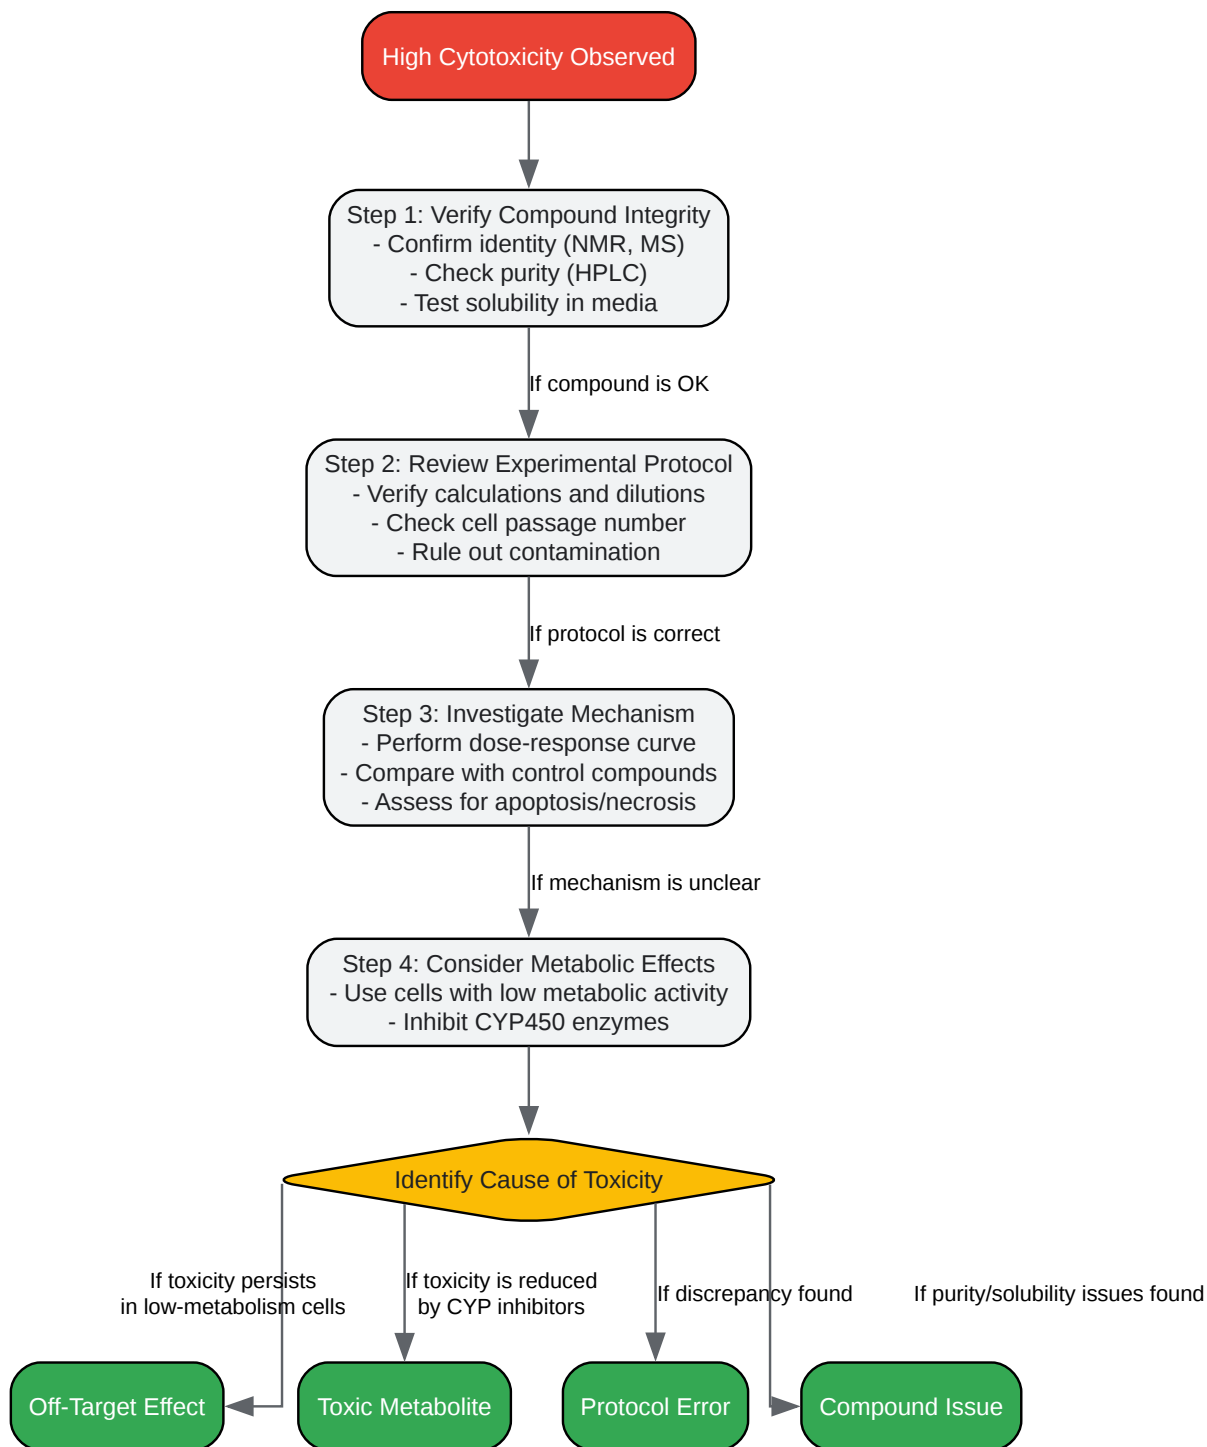 High Cytotoxicity Observed
Step 1: Verify Compound Integrity
- Confirm identity (NMR, MS)
- Check purity (HPLC)
- Test solubility in media
If compound is OK
Step 2: Review Experimental Protocol
- Verify calculations and dilutions
- Check cell passage number
- Rule out contamination
If protocol is correct
Step 3: Investigate Mechanism
- Perform dose-response curve
- Compare with control compounds
- Assess for apoptosis/necrosis
If mechanism is unclear
Step 4: Consider Metabolic Effects
- Use cells with low metabolic activity
- Inhibit CYP450 enzymes
Identify Cause of Toxicity
If toxicity persists
in low-metabolism cells
If toxicity is reduced
by CYP inhibitors
If discrepancy found
If purity/solubility issues found
Off-Target Effect
Toxic Metabolite
Protocol Error
Compound Issue